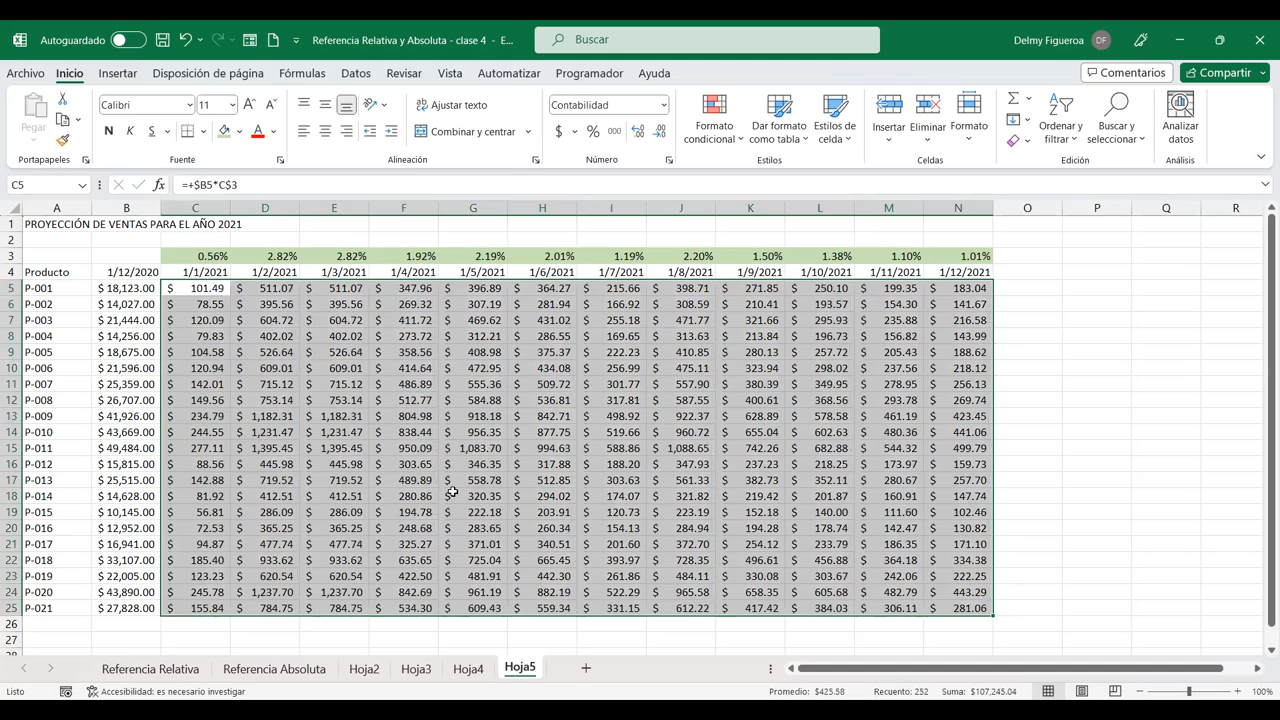 Autoguardado
Referencia Relativa y Absoluta - clase 4 - E...
Buscar
Delmy Figueroa DF
Archivo Inicio Insertar Disposición de página Fórmulas Datos Revisar Vista Automatizar Programador Ayuda Comentarios Compartir
Pegar
Portapapeles
Calibri 11
N K S
Fuente
Ajustar texto
Combinar y centrar
Alineación
Contabilidad
$ % 000
Número
Formato condicional
Dar formato como tabla
Estilos de celda
Estilos
Insertar Eliminar Formato
Celdas
Ordenar y filtrar
Buscar y seleccionar
Edición
Analizar datos
Análisis
C5 fx =+$B5*C$3
A B C D E F G H I J K L M N O P Q R
1 PROYECCIÓN DE VENTAS PARA EL AÑO 2021
2
3 0.56% 2.82% 2.82% 1.92% 2.19% 2.01% 1.19% 2.20% 1.50% 1.38% 1.10% 1.01%
4 Producto 1/12/2020 1/1/2021 1/2/2021 1/3/2021 1/4/2021 1/5/2021 1/6/2021 1/7/2021 1/8/2021 1/9/2021 1/10/2021 1/11/2021 1/12/2021
5 P-001 $ 18,123.00 $ 101.49 $ 511.07 $ 511.07 $ 347.96 $ 396.89 $ 364.27 $ 215.66 $ 398.71 $ 271.85 $ 250.10 $ 199.35 $ 183.04
6 P-002 $ 14,027.00 $ 78.55 $ 395.56 $ 395.56 $ 269.32 $ 307.19 $ 281.94 $ 166.92 $ 308.59 $ 210.41 $ 193.57 $ 154.30 $ 141.67
7 P-003 $ 21,444.00 $ 120.09 $ 604.72 $ 604.72 $ 411.72 $ 469.62 $ 431.02 $ 255.18 $ 471.77 $ 321.66 $ 295.93 $ 235.88 $ 216.58
8 P-004 $ 14,256.00 $ 79.83 $ 402.02 $ 402.02 $ 273.72 $ 312.21 $ 286.55 $ 169.65 $ 313.63 $ 213.84 $ 196.73 $ 156.82 $ 143.99
9 P-005 $ 18,675.00 $ 104.58 $ 526.64 $ 526.64 $ 358.56 $ 408.98 $ 375.37 $ 222.23 $ 410.85 $ 280.13 $ 257.72 $ 205.43 $ 188.62
10 P-006 $ 21,596.00 $ 120.94 $ 609.01 $ 609.01 $ 414.64 $ 472.95 $ 434.08 $ 256.99 $ 475.11 $ 323.94 $ 298.02 $ 237.56 $ 218.12
11 P-007 $ 25,359.00 $ 142.01 $ 715.12 $ 715.12 $ 486.89 $ 555.36 $ 509.72 $ 301.77 $ 557.90 $ 380.39 $ 349.95 $ 278.95 $ 256.13
12 P-008 $ 26,707.00 $ 149.56 $ 753.14 $ 753.14 $ 512.77 $ 584.88 $ 536.81 $ 317.81 $ 587.55 $ 400.61 $ 368.56 $ 293.78 $ 269.74
13 P-009 $ 41,926.00 $ 234.79 $ 1,182.31 $ 1,182.31 $ 804.98 $ 918.18 $ 842.71 $ 498.92 $ 922.37 $ 628.89 $ 578.58 $ 461.19 $ 423.45
14 P-010 $ 43,669.00 $ 244.55 $ 1,231.47 $ 1,231.47 $ 838.44 $ 956.35 $ 877.75 $ 519.66 $ 960.72 $ 655.04 $ 602.63 $ 480.36 $ 441.06
15 P-011 $ 49,484.00 $ 277.11 $ 1,395.45 $ 1,395.45 $ 950.09 $ 1,083.70 $ 994.63 $ 588.86 $ 1,088.65 $ 742.26 $ 682.88 $ 544.32 $ 499.79
16 P-012 $ 15,815.00 $ 88.56 $ 445.98 $ 445.98 $ 303.65 $ 346.35 $ 317.88 $ 188.20 $ 347.93 $ 237.23 $ 218.25 $ 173.97 $ 159.73
17 P-013 $ 25,515.00 $ 142.88 $ 719.52 $ 719.52 $ 489.89 $ 558.78 $ 512.85 $ 303.63 $ 561.33 $ 382.73 $ 352.11 $ 280.67 $ 257.70
18 P-014 $ 14,628.00 $ 81.92 $ 412.51 $ 412.51 $ 280.86 $ 320.35 $ 294.02 $ 174.07 $ 321.82 $ 219.42 $ 201.87 $ 160.91 $ 147.74
19 P-015 $ 10,145.00 $ 56.81 $ 286.09 $ 286.09 $ 194.78 $ 222.18 $ 203.91 $ 120.73 $ 223.19 $ 152.18 $ 140.00 $ 111.60 $ 102.46
20 P-016 $ 12,952.00 $ 72.53 $ 365.25 $ 365.25 $ 248.68 $ 283.65 $ 260.34 $ 154.13 $ 284.94 $ 194.28 $ 178.74 $ 142.47 $ 130.82
21 P-017 $ 16,941.00 $ 94.87 $ 477.74 $ 477.74 $ 325.27 $ 371.01 $ 340.51 $ 201.60 $ 372.70 $ 254.12 $ 233.79 $ 186.35 $ 171.10
22 P-018 $ 33,107.00 $ 185.40 $ 933.62 $ 933.62 $ 635.65 $ 725.04 $ 665.45 $ 393.97 $ 728.35 $ 496.61 $ 456.88 $ 364.18 $ 334.38
23 P-019 $ 22,005.00 $ 123.23 $ 620.54 $ 620.54 $ 422.50 $ 481.91 $ 442.30 $ 261.86 $ 484.11 $ 330.08 $ 303.67 $ 242.06 $ 222.25
24 P-020 $ 43,890.00 $ 245.78 $ 1,237.70 $ 1,237.70 $ 842.69 $ 961.19 $ 882.19 $ 522.29 $ 965.58 $ 658.35 $ 605.68 $ 482.79 $ 443.29
25 P-021 $ 27,828.00 $ 155.84 $ 784.75 $ 784.75 $ 534.30 $ 609.43 $ 559.34 $ 331.15 $ 612.22 $ 417.42 $ 384.03 $ 306.11 $ 281.06
26
27
28
Referencia Relativa Referencia Absoluta Hoja2 Hoja3 Hoja4 Hoja5
Listo Accesibilidad: es necesario investigar Promedio: $425.58 Recuento: 252 Suma: $107,245.04 100%